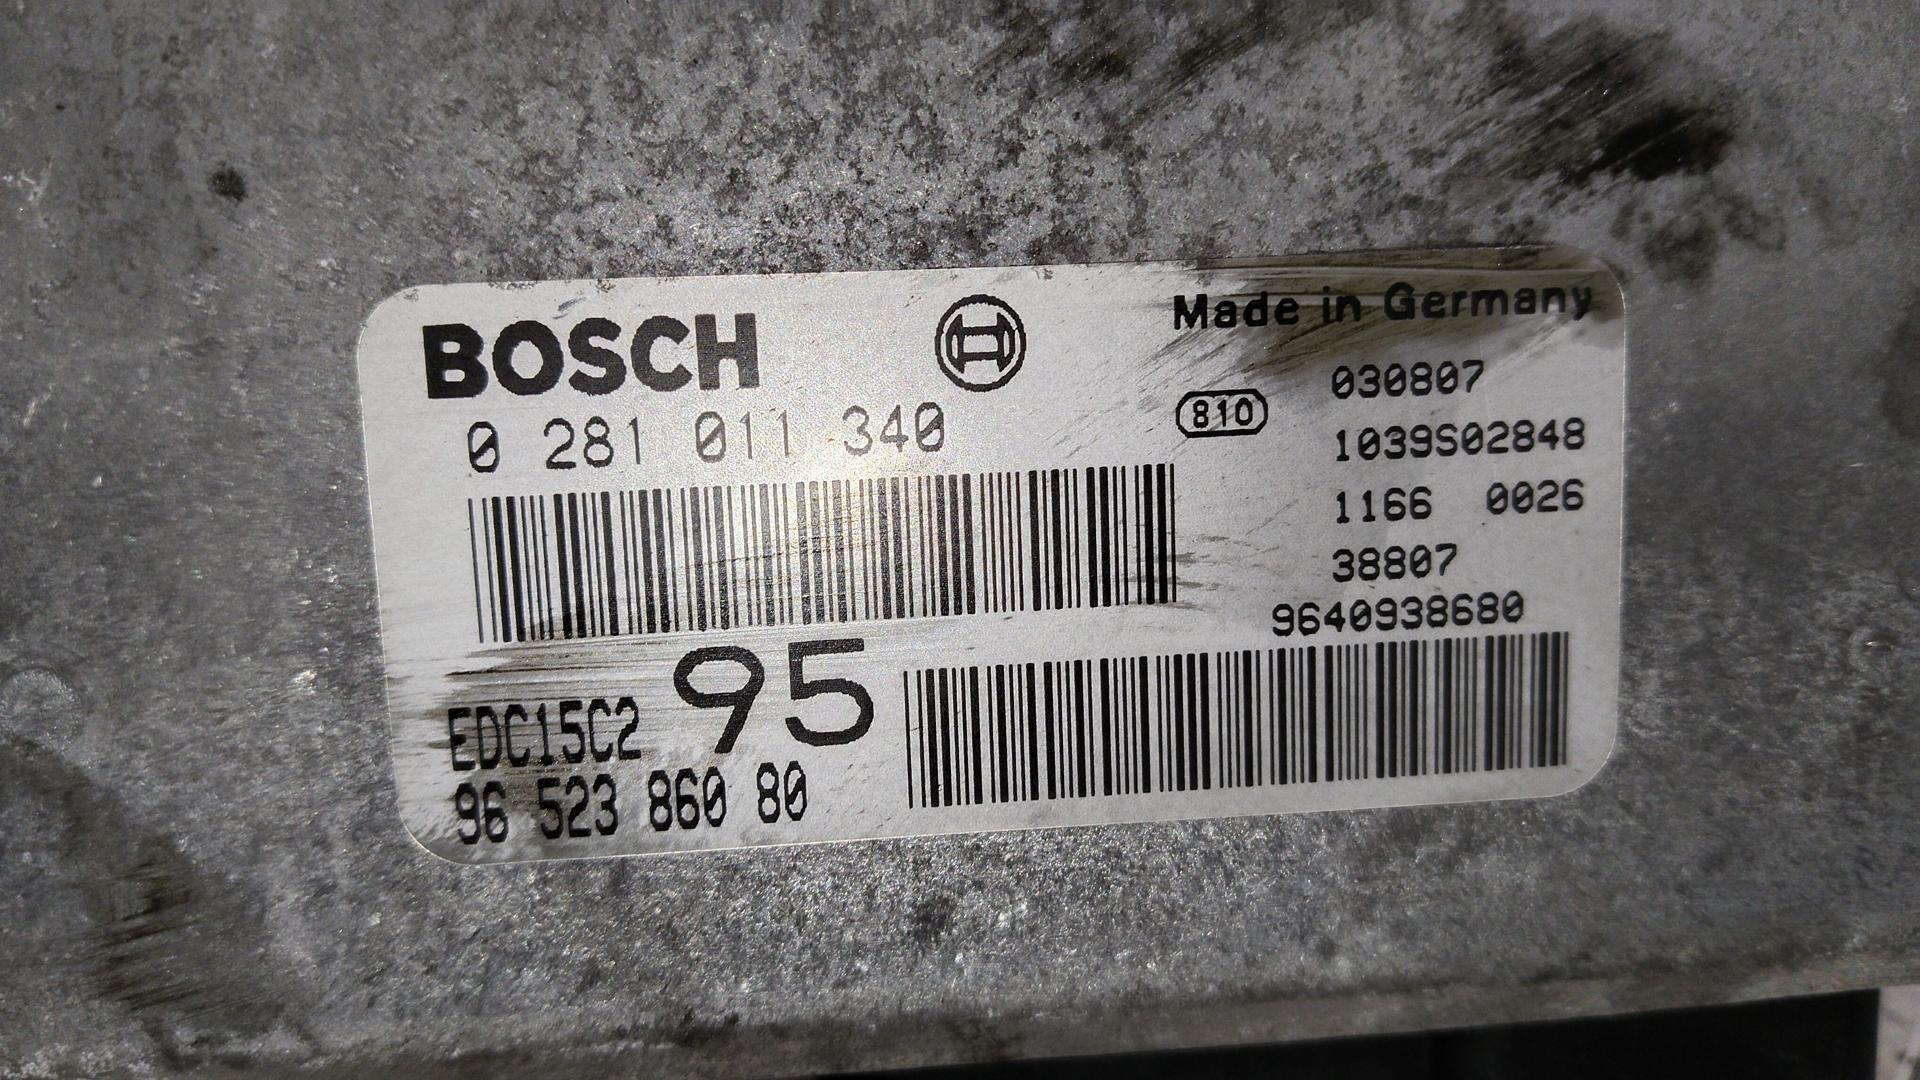 BOSCH
Made in Germany
0 281 011 340
810
030807
1039S02848
1166 0026
38807
9640938680
95
EDC15C2
96 523 860 80